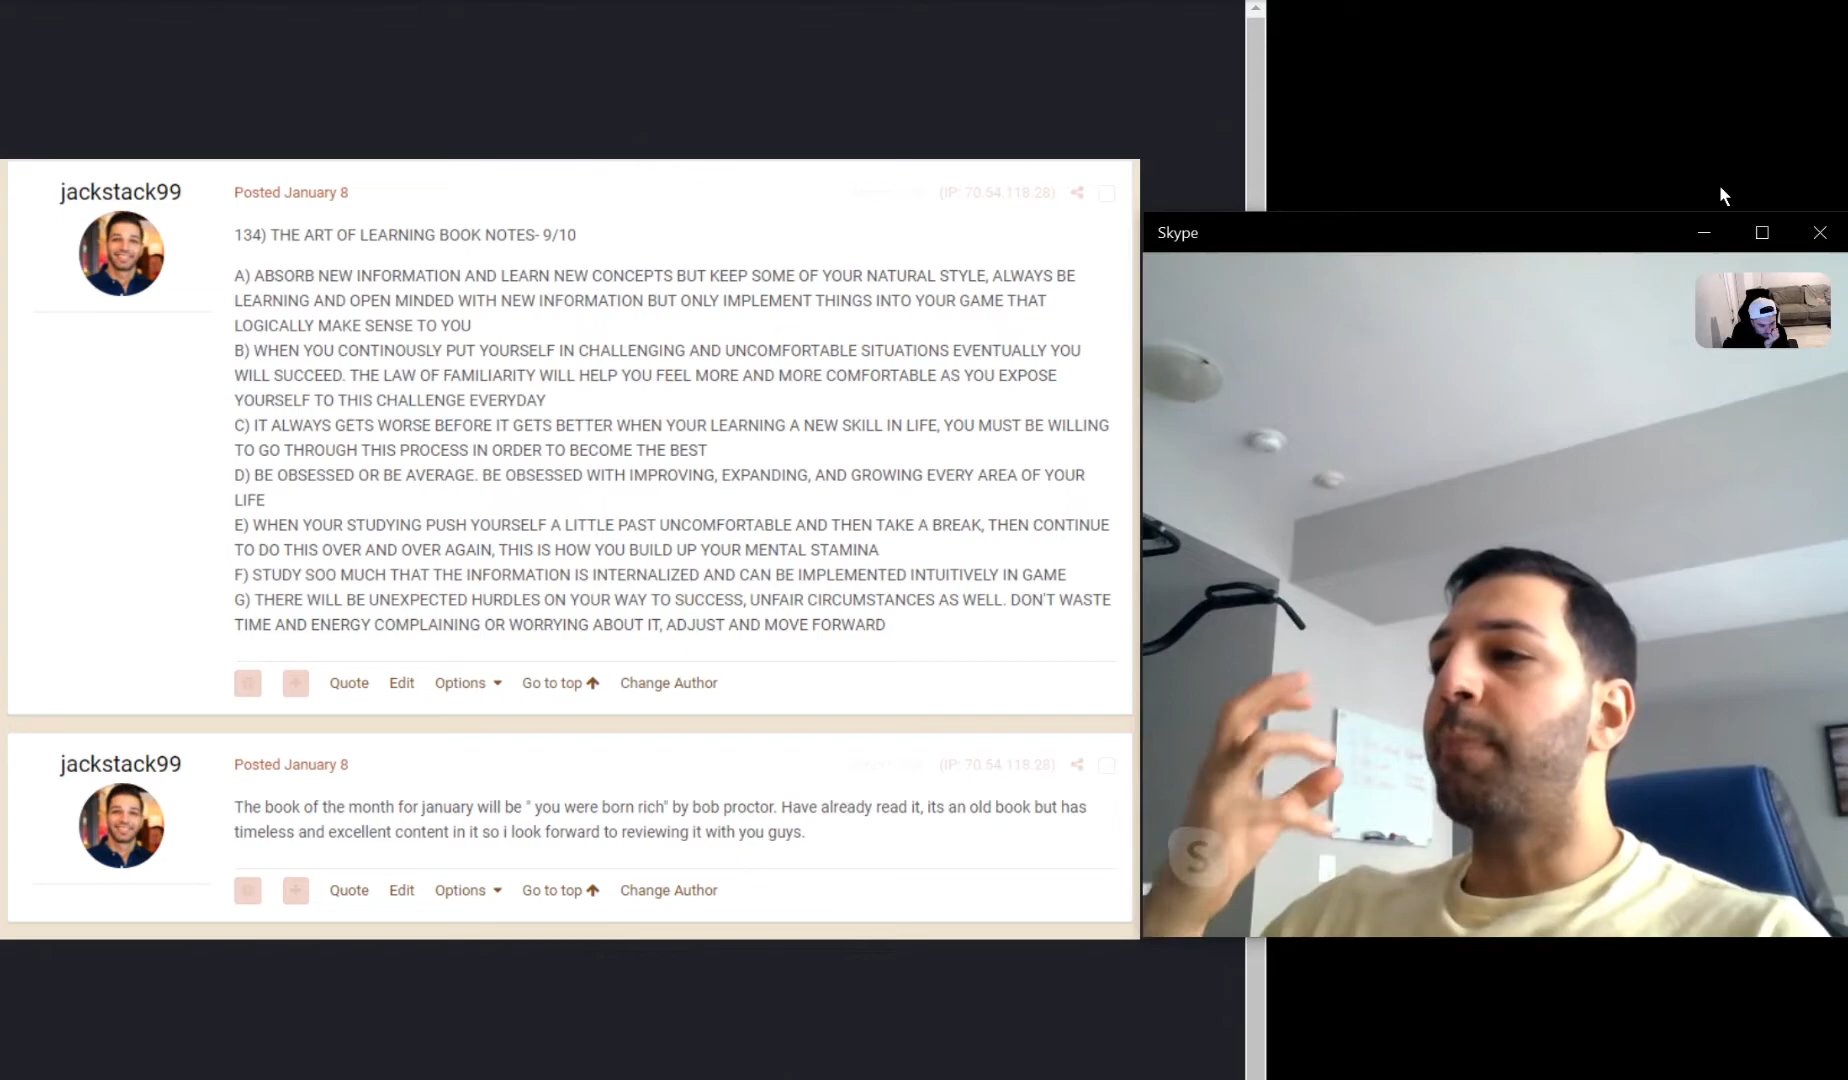 jackstack99
Posted January 8
(IP: 70.54.118.28)
134) THE ART OF LEARNING BOOK NOTES- 9/10
A) ABSORB NEW INFORMATION AND LEARN NEW CONCEPTS BUT KEEP SOME OF YOUR NATURAL STYLE, ALWAYS BE
LEARNING AND OPEN MINDED WITH NEW INFORMATION BUT ONLY IMPLEMENT THINGS INTO YOUR GAME THAT
LOGICALLY MAKE SENSE TO YOU
B) WHEN YOU CONTINOUSLY PUT YOURSELF IN CHALLENGING AND UNCOMFORTABLE SITUATIONS EVENTUALLY YOU
WILL SUCCEED. THE LAW OF FAMILIARITY WILL HELP YOU FEEL MORE AND MORE COMFORTABLE AS YOU EXPOSE
YOURSELF TO THIS CHALLENGE EVERYDAY
C) IT ALWAYS GETS WORSE BEFORE IT GETS BETTER WHEN YOUR LEARNING A NEW SKILL IN LIFE, YOU MUST BE WILLING
TO GO THROUGH THIS PROCESS IN ORDER TO BECOME THE BEST
D) BE OBSESSED OR BE AVERAGE. BE OBSESSED WITH IMPROVING, EXPANDING, AND GROWING EVERY AREA OF YOUR
LIFE
E) WHEN YOUR STUDYING PUSH YOURSELF A LITTLE PAST UNCOMFORTABLE AND THEN TAKE A BREAK, THEN CONTINUE
TO DO THIS OVER AND OVER AGAIN, THIS IS HOW YOU BUILD UP YOUR MENTAL STAMINA
F) STUDY SOO MUCH THAT THE INFORMATION IS INTERNALIZED AND CAN BE IMPLEMENTED INTUITIVELY IN GAME
G) THERE WILL BE UNEXPECTED HURDLES ON YOUR WAY TO SUCCESS, UNFAIR CIRCUMSTANCES AS WELL. DON'T WASTE
TIME AND ENERGY COMPLAINING OR WORRYING ABOUT IT, ADJUST AND MOVE FORWARD
Quote Edit Options Go to top Change Author
jackstack99
Posted January 8
(IP: 70.54.118.28)
The book of the month for january will be " you were born rich" by bob proctor. Have already read it, its an old book but has
timeless and excellent content in it so i look forward to reviewing it with you guys.
Quote Edit Options Go to top Change Author
Skype
S